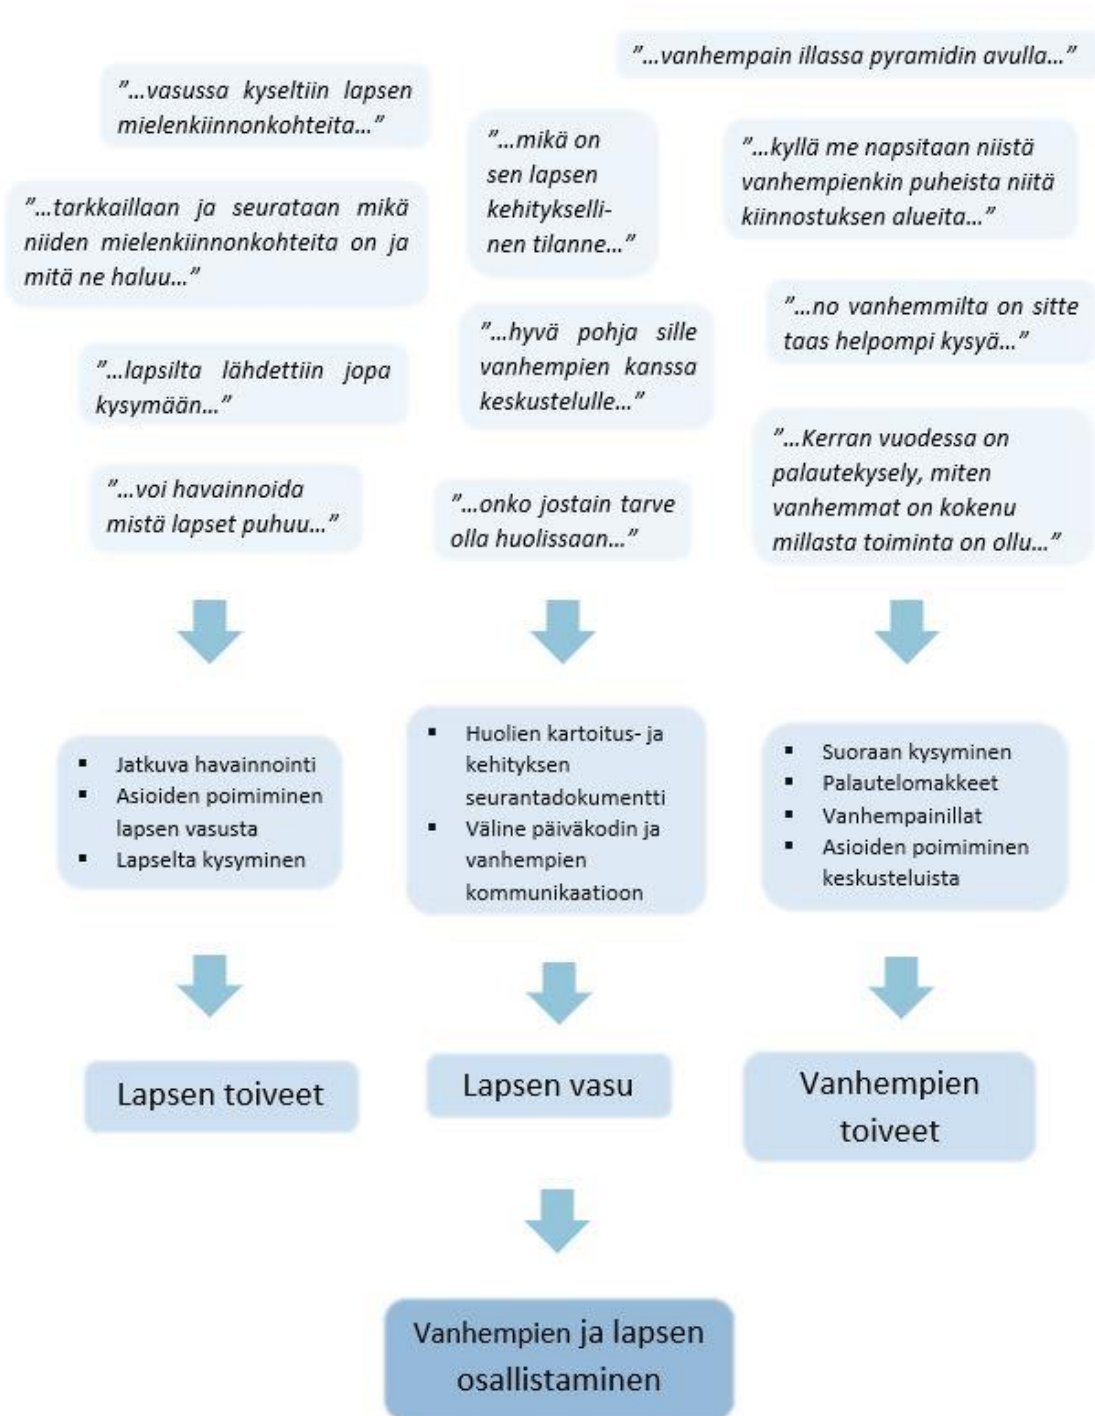 "…vanhempain illassa pyramidin avulla…"
"…vasussa kyseltiin lapsen
mielenkiinnonkohteita…"
"…tarkkaillaan ja seurataan mikä
niiden mielenkiinnonkohteita on ja
mitä ne haluu…"
"…lapsilta lähdettiin jopa
kysymään…"
"…voi havainnoida
mistä lapset puhuu…"
"…mikä on
sen lapsen
kehitykselli-
nen tilanne…"
"…hyvä pohja sille
vanhempien kanssa
keskustelulle…"
"…onko jostain tarve
olla huolissaan…"
"…kyllä me napsitaan niistä
vanhempienkin puheista niitä
kiinnostuksen alueita…"
"…no vanhemmilta on sitte
taas helpompi kysyä…"
"…Kerran vuodessa on
palautekysely, miten
vanhemmat on kokenu
millasta toiminta on ollu…"
▪ Jatkuva havainnointi
▪ Asioiden poimiminen
lapsen vasusta
▪ Lapselta kysyminen
▪ Huolien kartoitus- ja
kehityksen
seurantadokumentti
▪ Väline päiväkodin ja
vanhempien
kommunikaatioon
▪ Suoraan kysyminen
▪ Palautelomakkeet
▪ Vanhempainillat
▪ Asioiden poimiminen
keskusteluista
Lapsen toiveet
Lapsen vasu
Vanhempien
toiveet
Vanhempien ja lapsen
osallistaminen